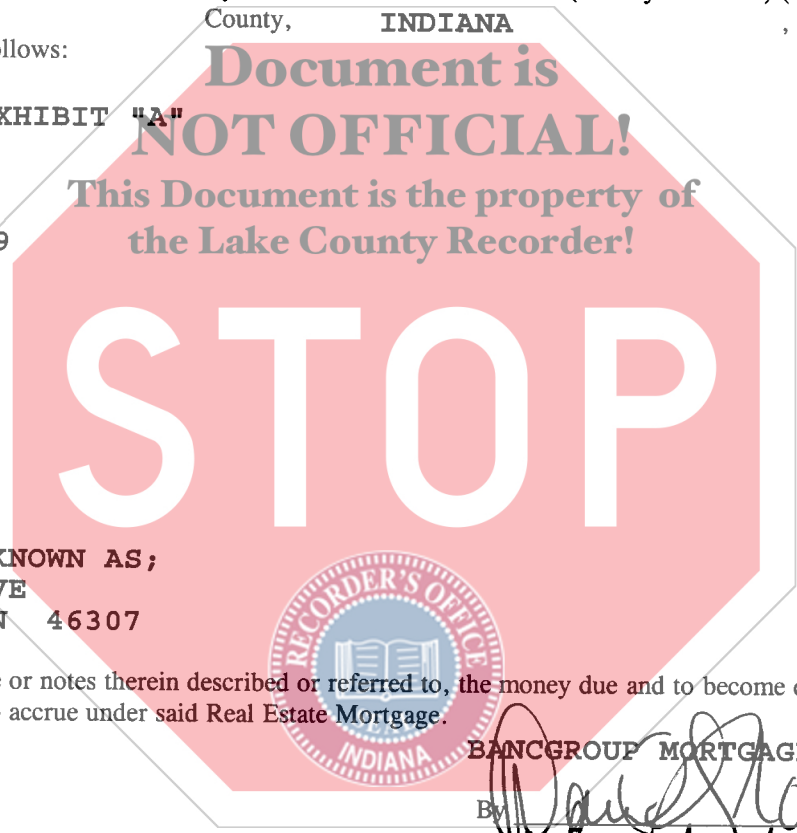 County, INDIANA ,
llows:
Document is
XHIBIT "A"
NOT OFFICIAL!
This Document is the property of
9
the Lake County Recorder!
STOP
KNOWN AS;
VE
N 46307
RECORDER'S OFFICE
e or notes therein described or referred to, the money due and to become
accrue under said Real Estate Mortgage.
SEAL
INDIANA
BANCGROUP MORTGAG
By